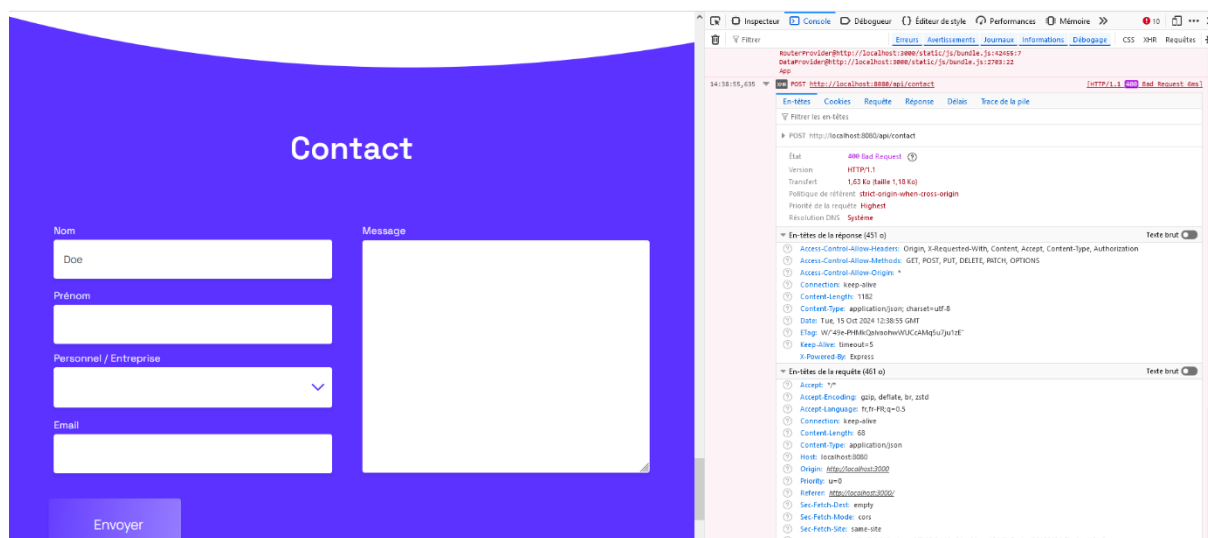 Contact
Nom
Doe
Prénom
Personnel / Entreprise
Email
Message
Envoyer
Inspecteur Console Débogueur {} Éditeur de style Performances Mémoire 10
Filtrer Erreurs Avertissements Journaux Informations Débogage CSS XHR Requêtes
RouterProvider@http://localhost:3000/static/js/bundle.js:42455:7
DataProvider@http://localhost:3000/static/js/bundle.js:2703:22
App
14:38:55,635 XHR POST http://localhost:8080/api/contact [HTTP/1.1 400 Bad Request 6ms]
En-têtes Cookies Requête Réponse Délais Trace de la pile
Filtrer les en-têtes
POST http://localhost:8080/api/contact
État 400 Bad Request
Version HTTP/1.1
Transfert 1,63 Ko (taille 1,18 Ko)
Politique de référent strict-origin-when-cross-origin
Priorité de la requête Highest
Résolution DNS Système
En-têtes de la réponse (451 o) Texte brut
Access-Control-Allow-Headers: Origin, X-Requested-With, Content, Accept, Content-Type, Authorization
Access-Control-Allow-Methods: GET, POST, PUT, DELETE, PATCH, OPTIONS
Access-Control-Allow-Origin: *
Connection: keep-alive
Content-Length: 1182
Content-Type: application/json; charset=utf-8
Date: Tue, 15 Oct 2024 12:38:55 GMT
ETag:
Keep-Alive: timeout=5
X-Powered-By: Express
En-têtes de la requête (461 o) Texte brut
Accept: */*
Accept-Encoding: gzip, deflate, br, zstd
Accept-Language: fr,fr-FR;q=0.5
Connection: keep-alive
Content-Length: 68
Content-Type: application/json
Host: localhost:8080
Origin: http://localhost:3000
Priority: u=0
Referer: http://localhost:3000/
Sec-Fetch-Dest: empty
Sec-Fetch-Mode: cors
Sec-Fetch-Site: same-site